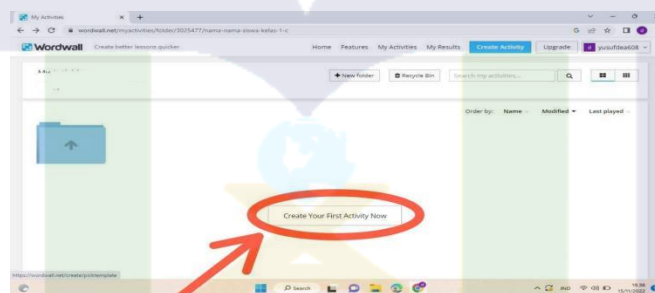 My Activities
wordwall.net/myactivities/folder/3025477/nama-nama-siswa-kelas-1-c
Wordwall Create better lessons quicker Home Features My Activities My Results Create Activity Upgrade yusufdea608
+ New folder Recycle Bin Search my activities...
Order by: Name Modified Last played
Create Your First Activity Now
https://wordwall.net/create/picktemplate
Search IND